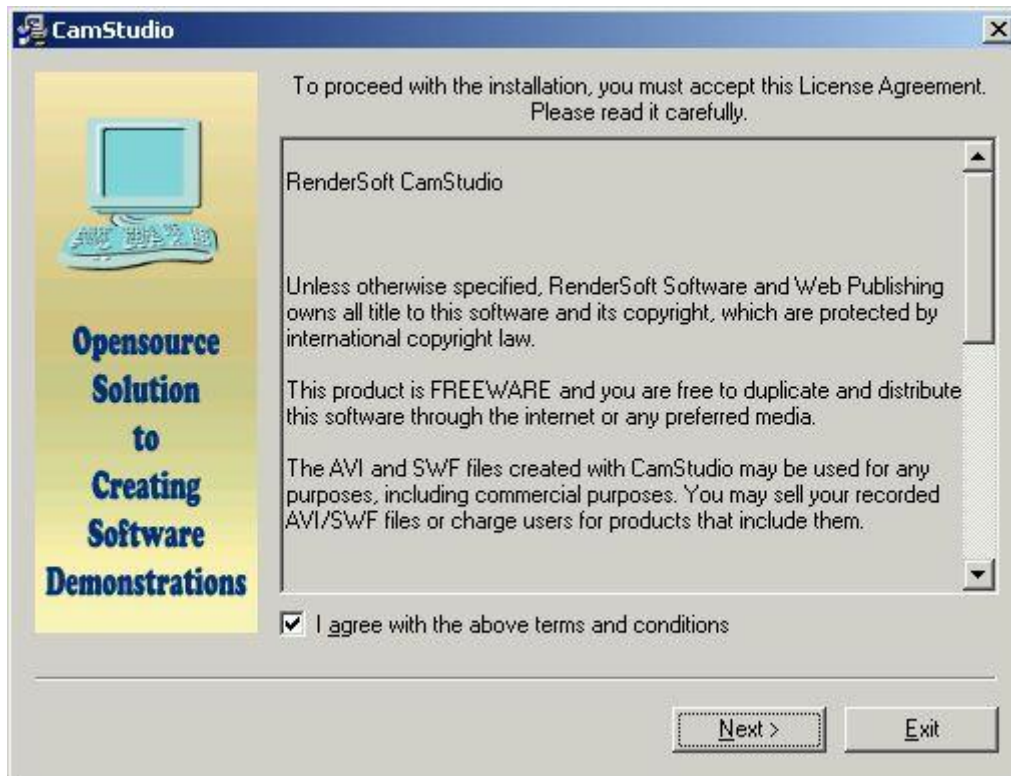 CamStudio
To proceed with the installation, you must accept this License Agreement.
Please read it carefully.
Opensource
Solution
to
Creating
Software
Demonstrations
RenderSoft CamStudio
Unless otherwise specified, RenderSoft Software and Web Publishing
owns all title to this software and its copyright, which are protected by
international copyright law.
This product is FREEWARE and you are free to duplicate and distribute
this software through the internet or any preferred media.
The AVI and SWF files created with CamStudio may be used for any
purposes, including commercial purposes. You may sell your recorded
AVI/SWF files or charge users for products that include them.
I agree with the above terms and conditions
Next >
Exit